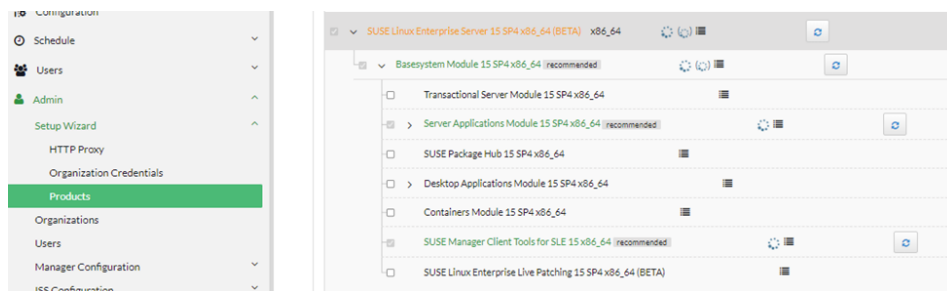 Configuration
Schedule
Users
Admin
Setup Wizard
HTTP Proxy
Organization Credentials
Products
Organizations
Users
Manager Configuration
ISS Configuration
SUSE Linux Enterprise Server 15 SP4 x86_64 (BETA) x86_64
Basesystem Module 15 SP4 x86_64 recommended
Transactional Server Module 15 SP4 x86_64
Server Applications Module 15 SP4 x86_64 recommended
SUSE Package Hub 15 SP4 x86_64
Desktop Applications Module 15 SP4 x86_64
Containers Module 15 SP4 x86_64
SUSE Manager Client Tools for SLE 15 x86_64 recommended
SUSE Linux Enterprise Live Patching 15 SP4 x86_64 (BETA)